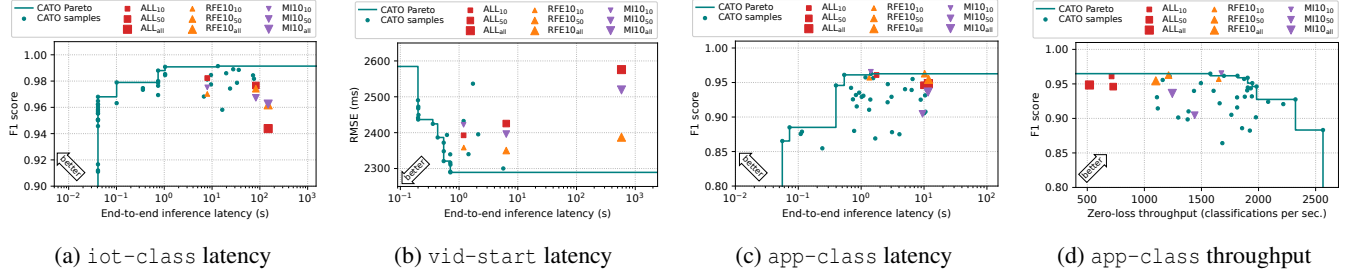 CATO Pareto ALL10 RFE1010 MI1010
CATO samples ALL50 RFE1050 MI1050
ALLall RFE10all MI10all
1.00
0.98
0.96
0.94
0.92
0.90
F1 score
better
10−2 10−1 100 101 102 103
End-to-end inference latency (s)
(a) iot-class latency
CATO Pareto ALL10 RFE1010 MI1010
CATO samples ALL50 RFE1050 MI1050
ALLall RFE10all MI10all
2600
2500
2400
2300
RMSE (ms)
better
10−1 100 101 102 103
End-to-end inference latency (s)
(b) vid-start latency
CATO Pareto ALL10 RFE1010 MI1010
CATO samples ALL50 RFE1050 MI1050
ALLall RFE10all MI10all
1.00
0.95
0.90
0.85
0.80
F1 score
better
10−2 10−1 100 101 102
End-to-end inference latency (s)
(c) app-class latency
CATO Pareto ALL10 RFE1010 MI1010
CATO samples ALL50 RFE1050 MI1050
ALLall RFE10all MI10all
1.00
0.95
0.90
0.85
0.80
F1 score
better
500 1000 1500 2000 2500
Zero-loss throughput (classifications per sec.)
(d) app-class throughput